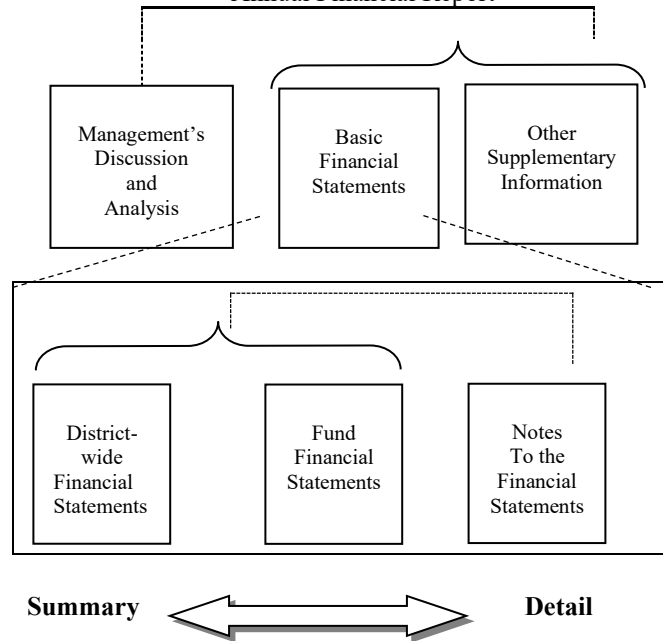 Annual Financial Report
Management’s
Discussion
and
Analysis
Basic
Financial
Statements
Other
Supplementary
Information
District-
wide
Financial
Statements
Fund
Financial
Statements
Notes
To the
Financial
Statements
Summary
Detail